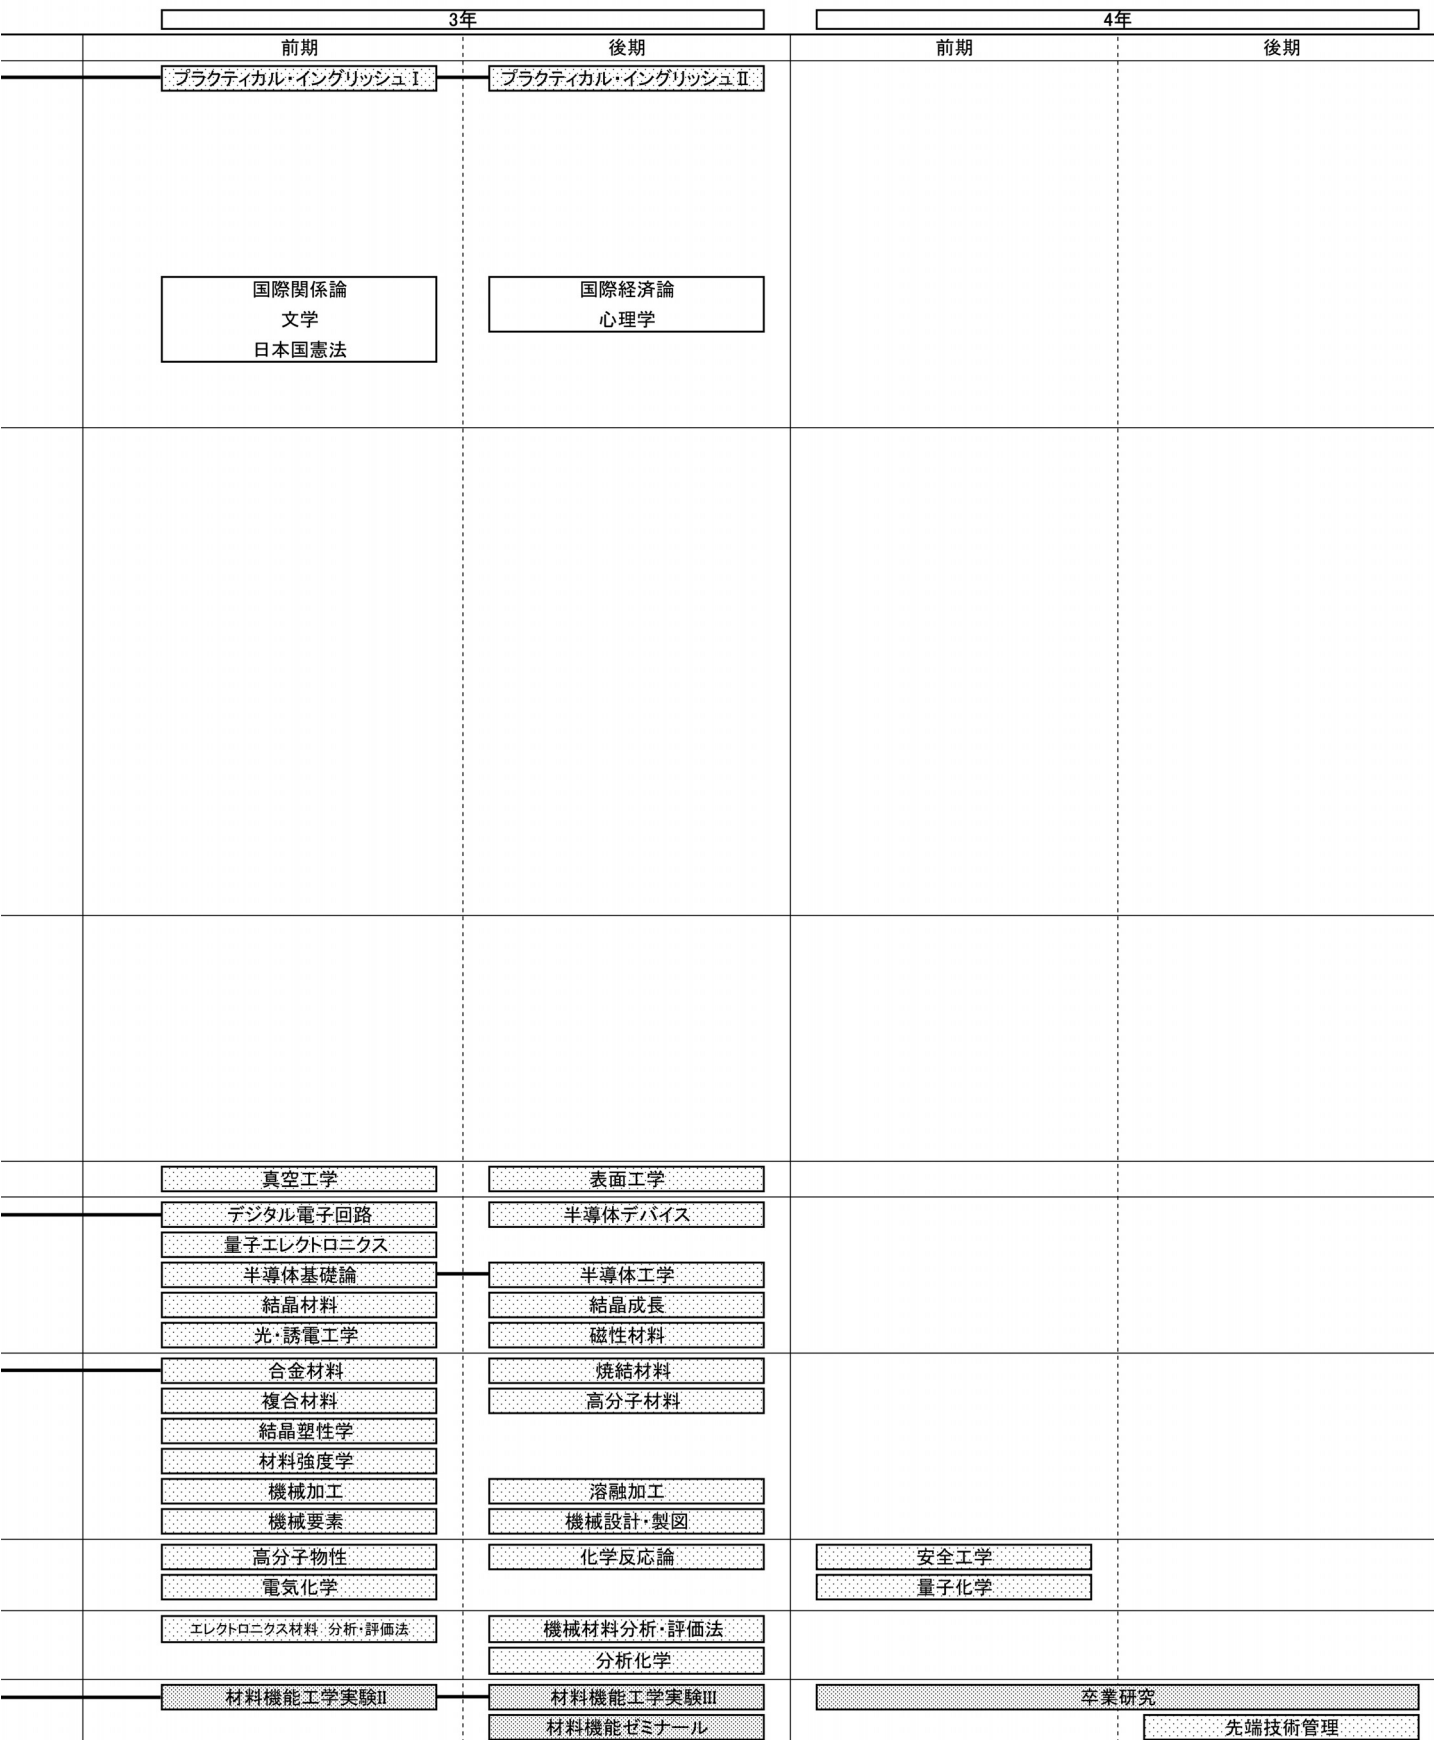 3年 4年
前期 後期 前期 後期
プラクティカル・イングリッシュⅠ プラクティカル・イングリッシュⅡ
国際関係論 国際経済論
文学 心理学
日本国憲法
真空工学 表面工学
デジタル電子回路 半導体デバイス
量子エレクトロニクス
半導体基礎論 半導体工学
結晶材料 結晶成長
光・誘電工学 磁性材料
合金材料 焼結材料
複合材料 高分子材料
結晶塑性学
材料強度学
機械加工 溶融加工
機械要素 機械設計・製図
高分子物性 化学反応論 安全工学
電気化学 量子化学
エレクトロニクス材料 分析・評価法 機械材料分析・評価法
分析化学
材料機能工学実験II 材料機能工学実験III 卒業研究
材料機能ゼミナール 先端技術管理